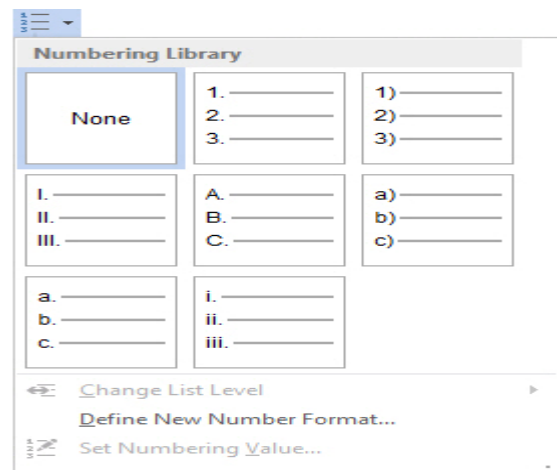 Numbering Library
None
1.
2.
3.
1)
2)
3)
I.
II.
III.
A.
B.
C.
a)
b)
c)
a.
b.
c.
i.
ii.
iii.
Change List Level
Define New Number Format...
Set Numbering Value...